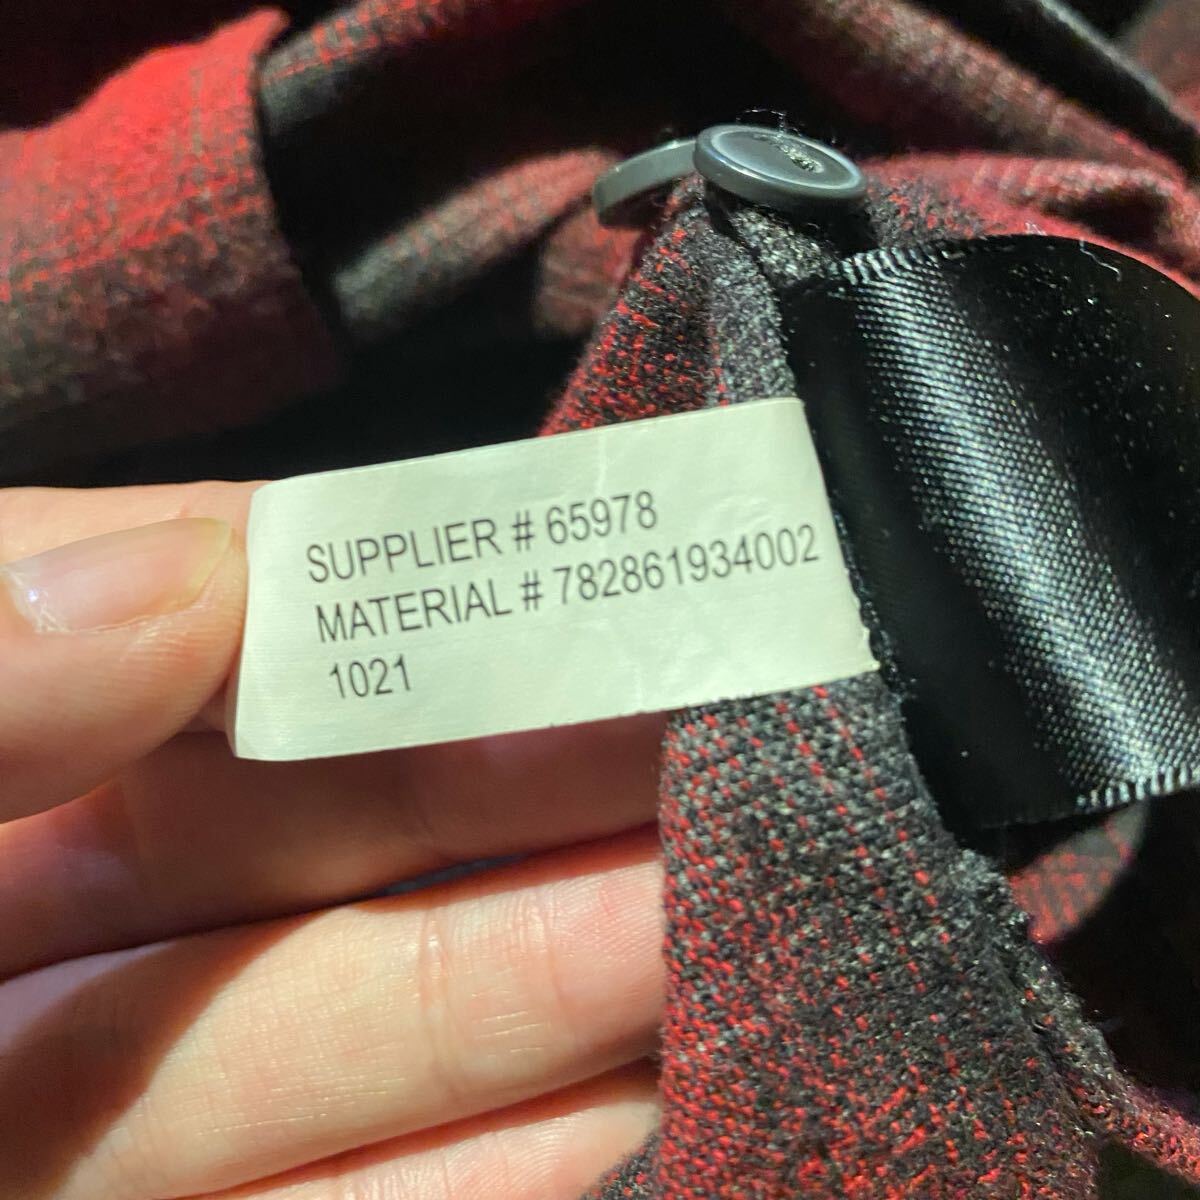 SUPPLIER # 65978
MATERIAL # 782861934002
1021